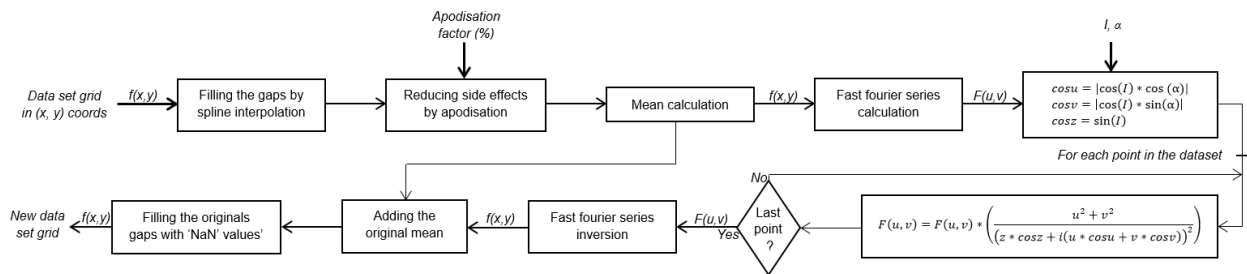 Apodisation
factor (%)
I, α
Data set grid
in (x, y) coords
f(x,y)
Filling the gaps by
spline interpolation
Reducing side effects
by apodisation
Mean calculation
f(x,y)
Fast fourier series
calculation
F(u,v)
cosu = |cos(I) * cos (α)|
cosv = |cos(I) * sin(α)|
cosz = sin(I)
For each point in the dataset
No
New data
set grid
f(x,y)
Filling the originals
gaps with ‘NaN’ values’
Adding the
original mean
f(x,y)
Fast fourier series
inversion
F(u,v)
Yes
Last
point
?
F(u, v) = F(u, v) * ( u² + v² / (z * cosz + i(u * cosu + v * cosv))² )